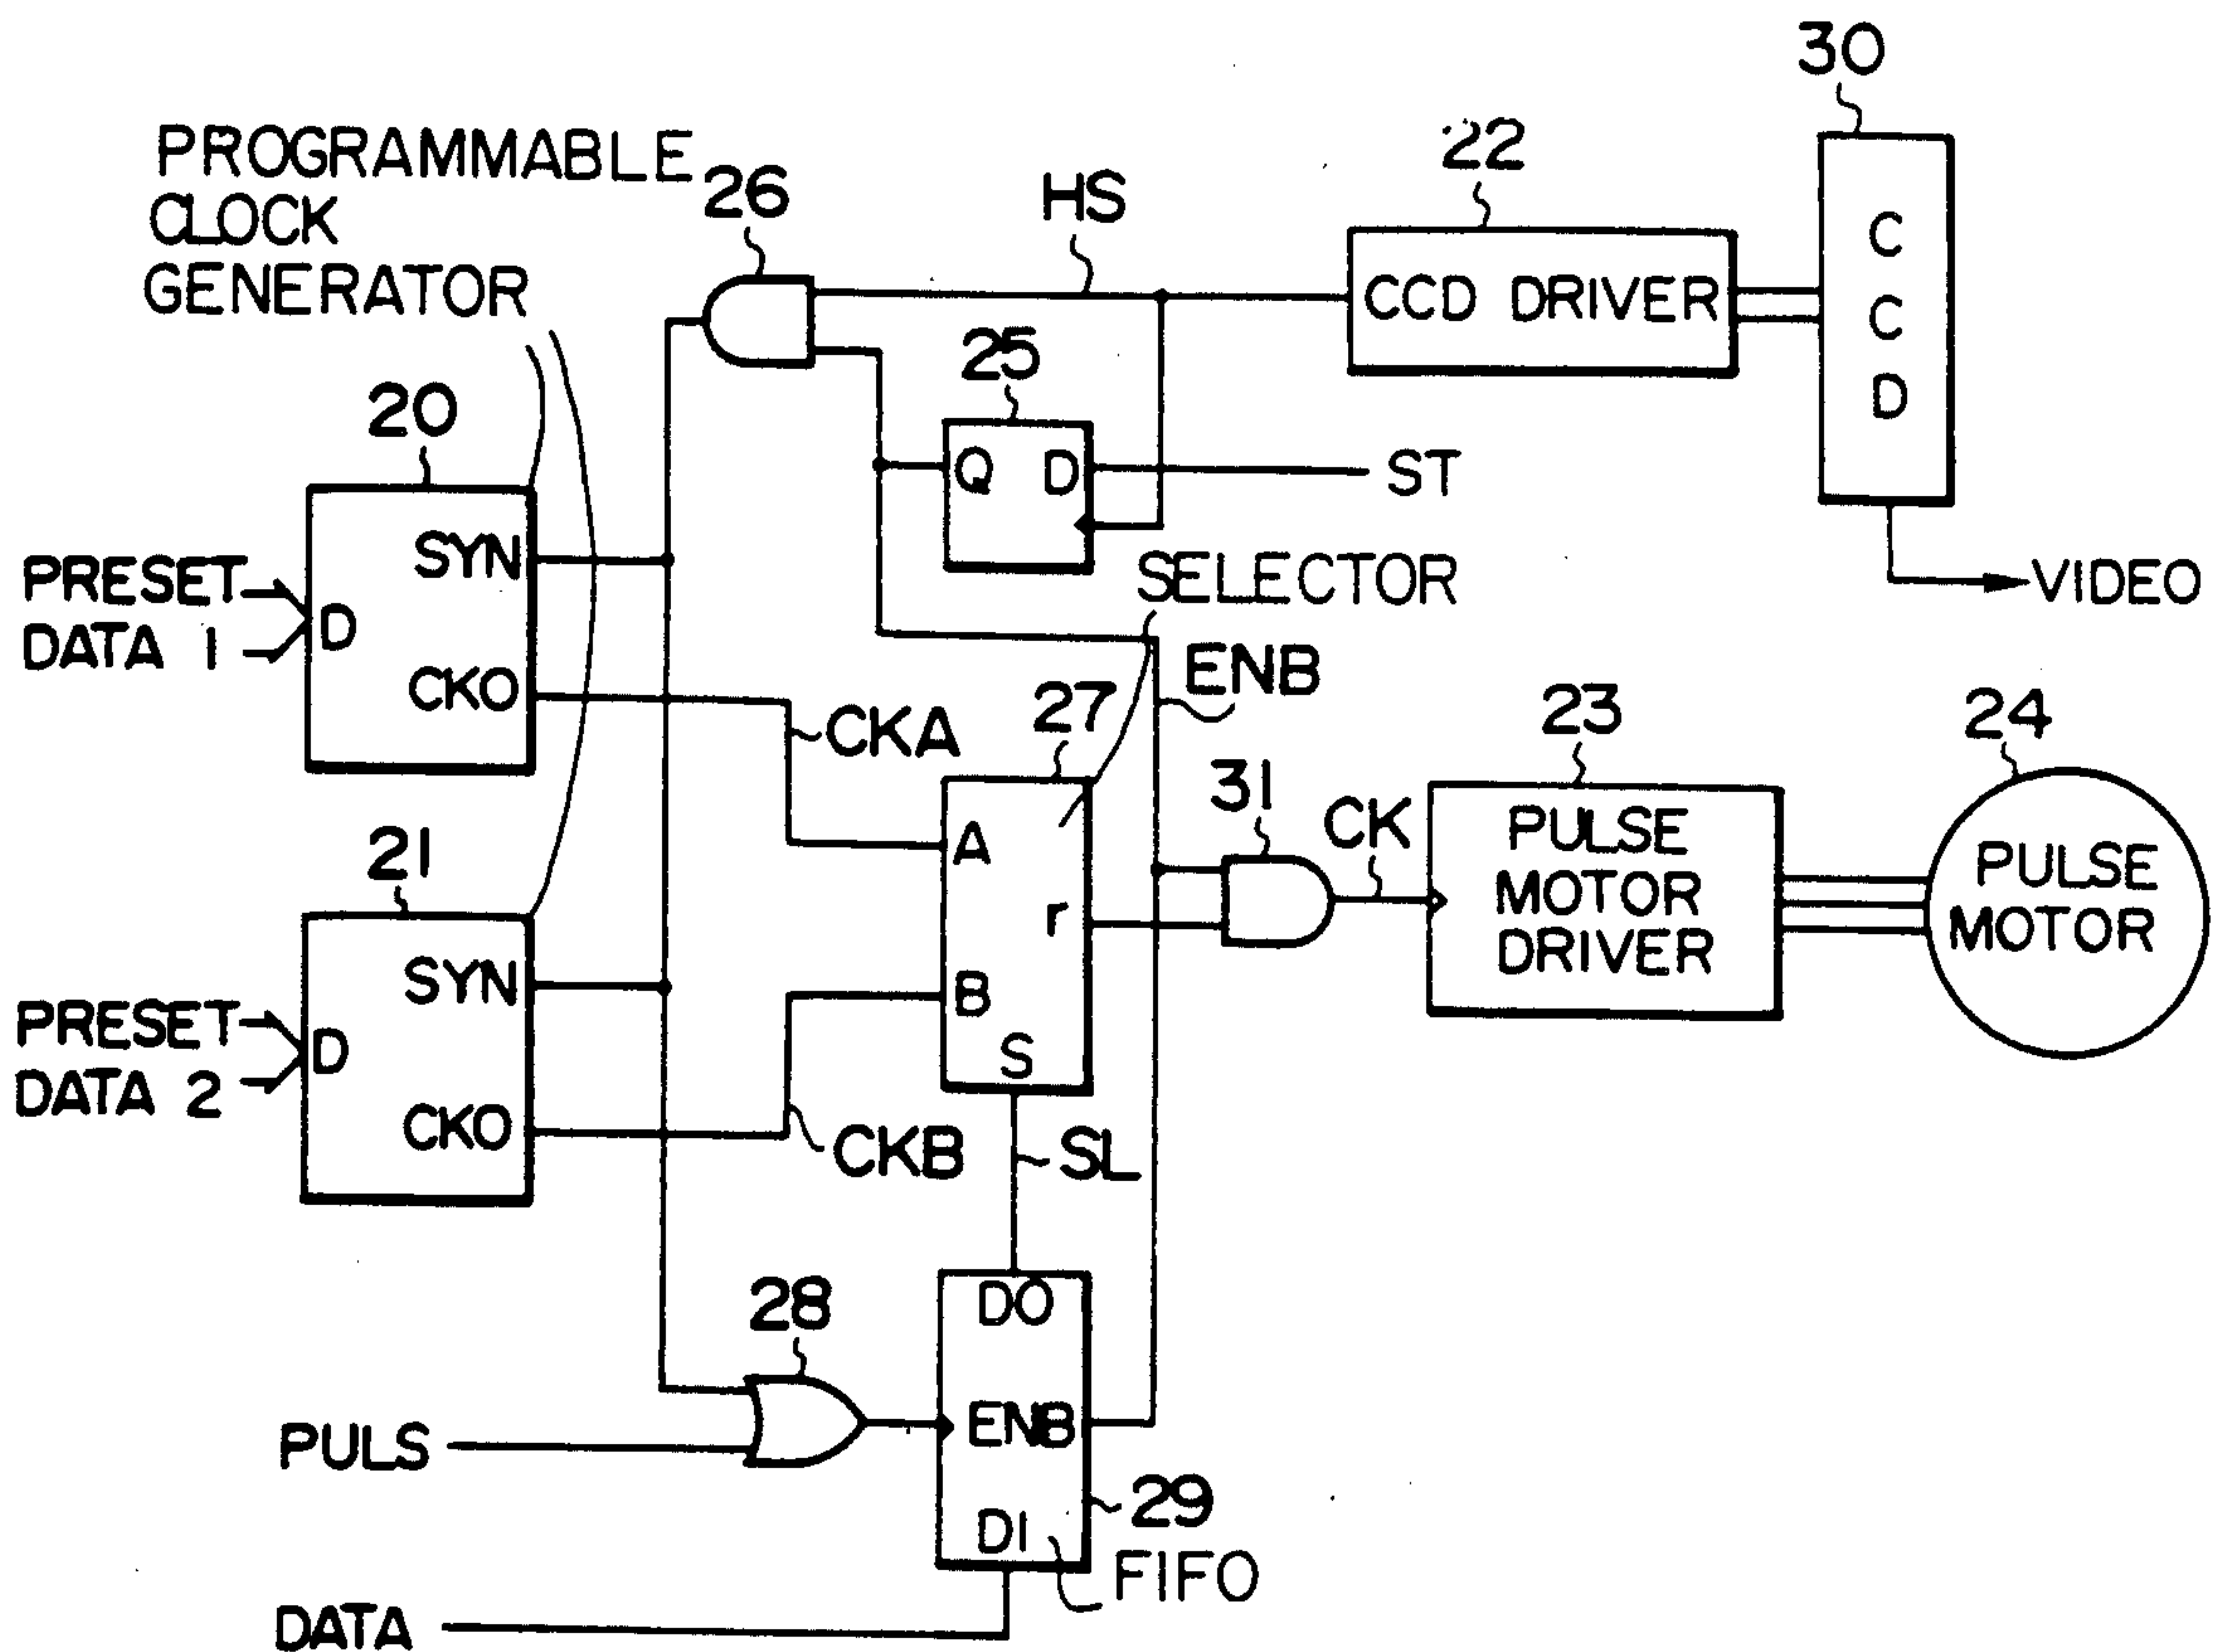 30
PROGRAMMABLE
CLOCK
GENERATOR
26
HS
22
CCD DRIVER
C
C
D
25
Q D
ST
20
SYN
PRESET
DATA 1
D
CKO
SELECTOR
VIDEO
ENB
CKA
27
23
24
31
CK
A
r
B
S
PULSE
MOTOR
DRIVER
PULSE
MOTOR
21
SYN
PRESET
DATA 2
D
CKO
CKB
SL
28
DO
ENB
DI
PULS
29
FIFO
DATA